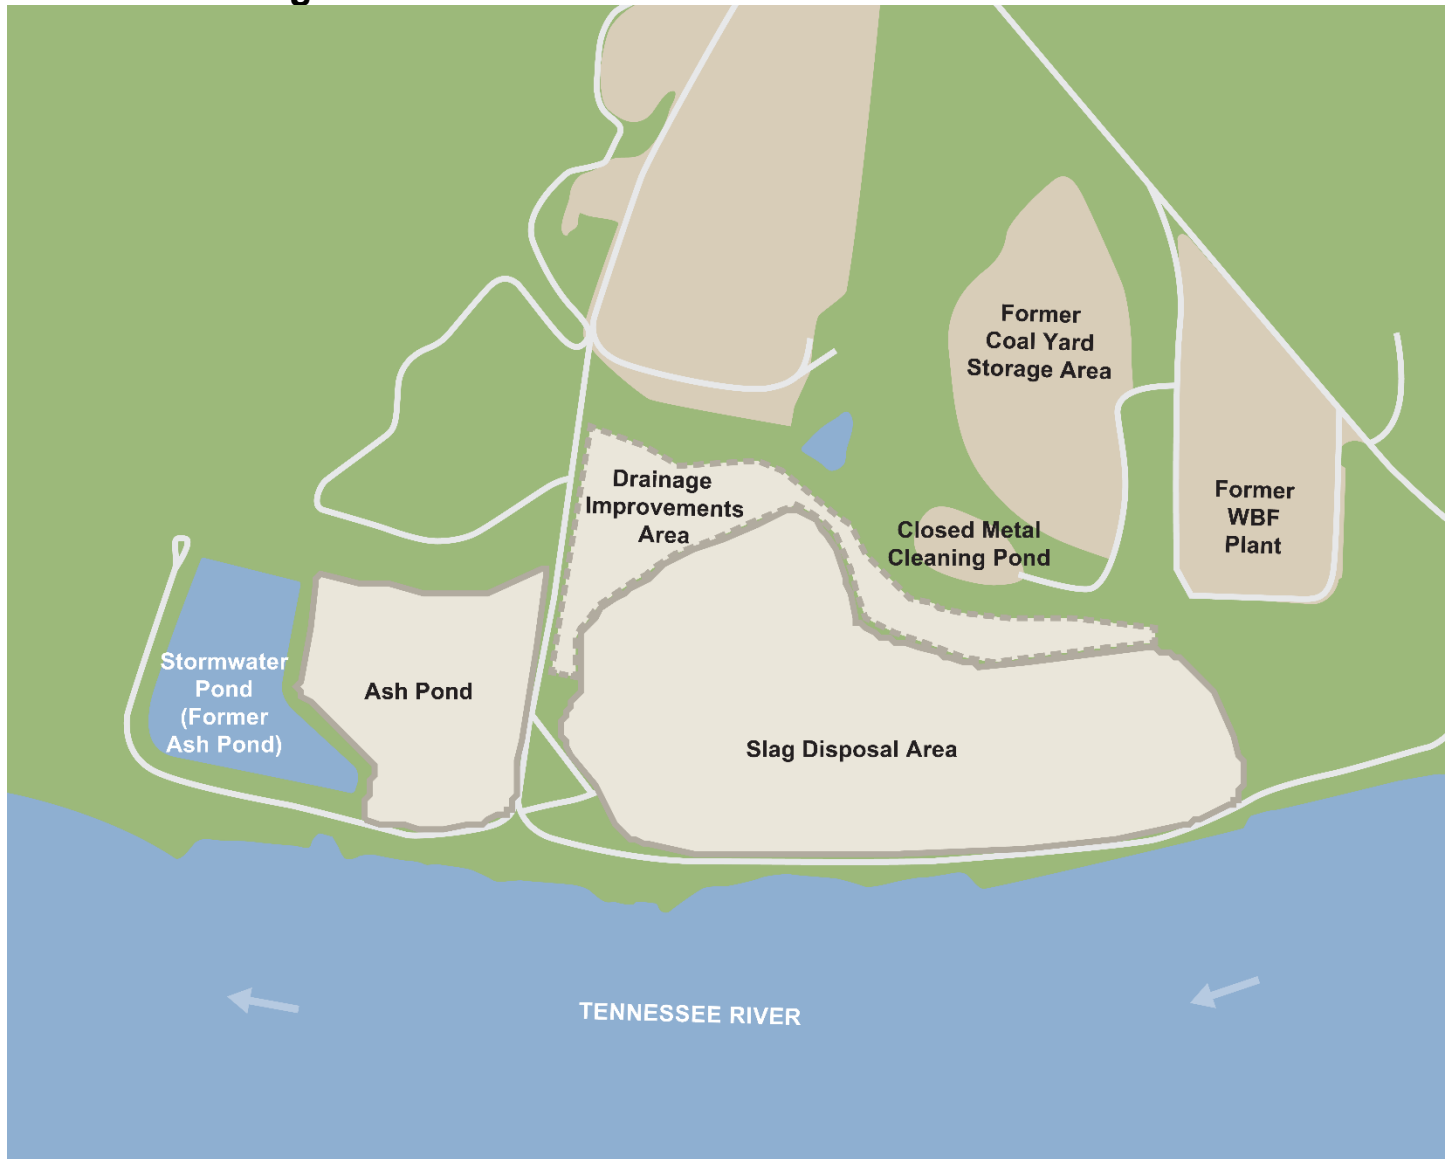 Former
Coal Yard
Storage Area
Drainage
Improvements
Area
Former
WBF
Plant
Closed Metal
Cleaning Pond
Stormwater
Pond
(Former
Ash Pond)
Ash Pond
Slag Disposal Area
TENNESSEE RIVER